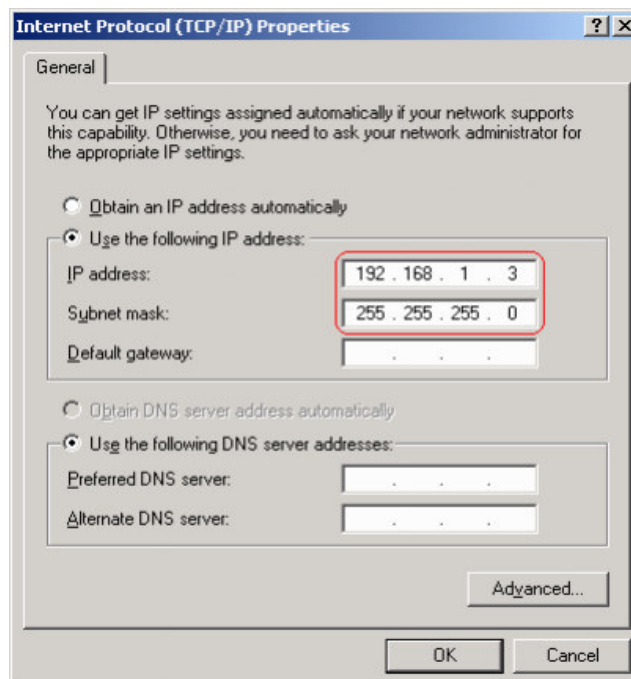 Internet Protocol (TCP/IP) Properties
General
You can get IP settings assigned automatically if your network supports
this capability. Otherwise, you need to ask your network administrator for
the appropriate IP settings.
Obtain an IP address automatically
Use the following IP address:
IP address: 192 . 168 . 1 . 3
Subnet mask: 255 . 255 . 255 . 0
Default gateway: . . .
Obtain DNS server address automatically
Use the following DNS server addresses:
Preferred DNS server: . . .
Alternate DNS server: . . .
Advanced...
OK Cancel